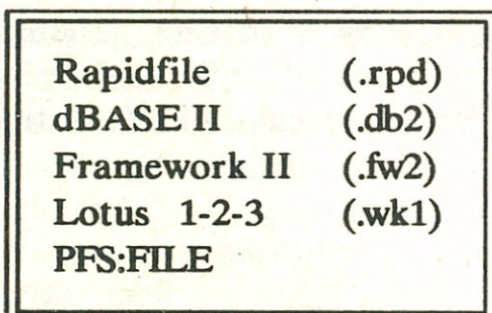 Rapidfile (.rpd)
dBASE II (.db2)
Framework II (.fw2)
Lotus 1-2-3 (.wk1)
PFS:FILE